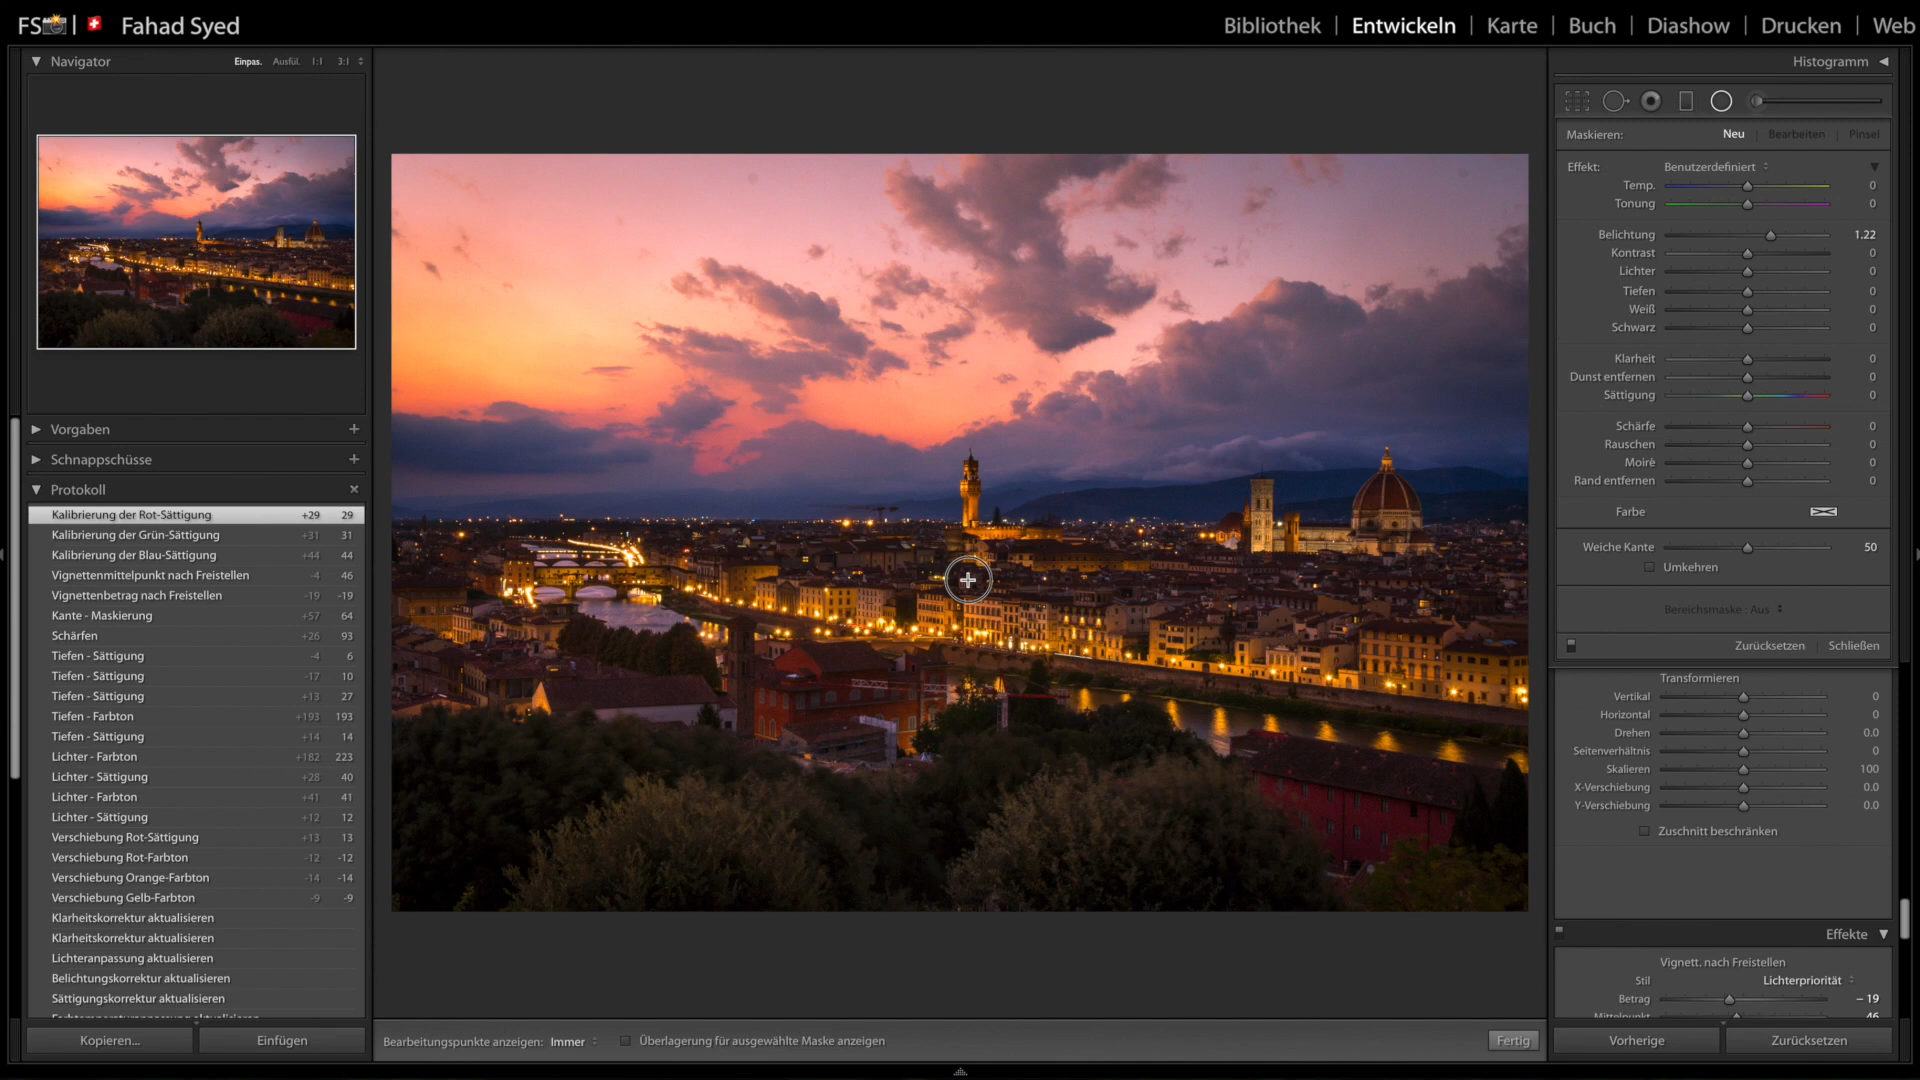 FS | Fahad Syed
Bibliothek | Entwickeln | Karte | Buch | Diashow | Drucken | Web
Navigator Einpas. Ausfül. 1:1 3:1
Vorgaben
Schnappschüsse
Protokoll
Kalibrierung der Rot-Sättigung +29 29
Kalibrierung der Grün-Sättigung +31 31
Kalibrierung der Blau-Sättigung +44 44
Vignettenmittelpunkt nach Freistellen -4 46
Vignettenbetrag nach Freistellen -19 -19
Kante - Maskierung +57 64
Schärfen +26 93
Tiefen - Sättigung -4 6
Tiefen - Sättigung -17 10
Tiefen - Sättigung +13 27
Tiefen - Farbton +193 193
Tiefen - Sättigung +14 14
Lichter - Farbton +182 223
Lichter - Sättigung +28 40
Lichter - Farbton +41 41
Lichter - Sättigung +12 12
Verschiebung Rot-Sättigung +13 13
Verschiebung Rot-Farbton -12 -12
Verschiebung Orange-Farbton -14 -14
Verschiebung Gelb-Farbton -9 -9
Klarheitskorrektur aktualisieren
Klarheitskorrektur aktualisieren
Lichteranpassung aktualisieren
Belichtungskorrektur aktualisieren
Sättigungskorrektur aktualisieren
Kopieren... Einfügen
Bearbeitungspunkte anzeigen: Immer Überlagerung für ausgewählte Maske anzeigen Fertig
Histogramm
Maskieren: Neu | Bearbeiten | Pinsel
Effekt: Benutzerdefiniert
Temp. 0
Tonung 0
Belichtung 1.22
Kontrast 0
Lichter 0
Tiefen 0
Weiß 0
Schwarz 0
Klarheit 0
Dunst entfernen 0
Sättigung 0
Schärfe 0
Rauschen 0
Moiré 0
Rand entfernen 0
Farbe
Weiche Kante 50
Umkehren
Bereichsmaske : Aus
Zurücksetzen | Schließen
Transformieren
Vertikal 0
Horizontal 0
Drehen 0.0
Seitenverhältnis 0
Skalieren 100
X-Verschiebung 0.0
Y-Verschiebung 0.0
Zuschnitt beschränken
Effekte
Vignett. nach Freistellen
Stil Lichterpriorität
Betrag – 19
Mittelpunkt 46
Vorherige Zurücksetzen